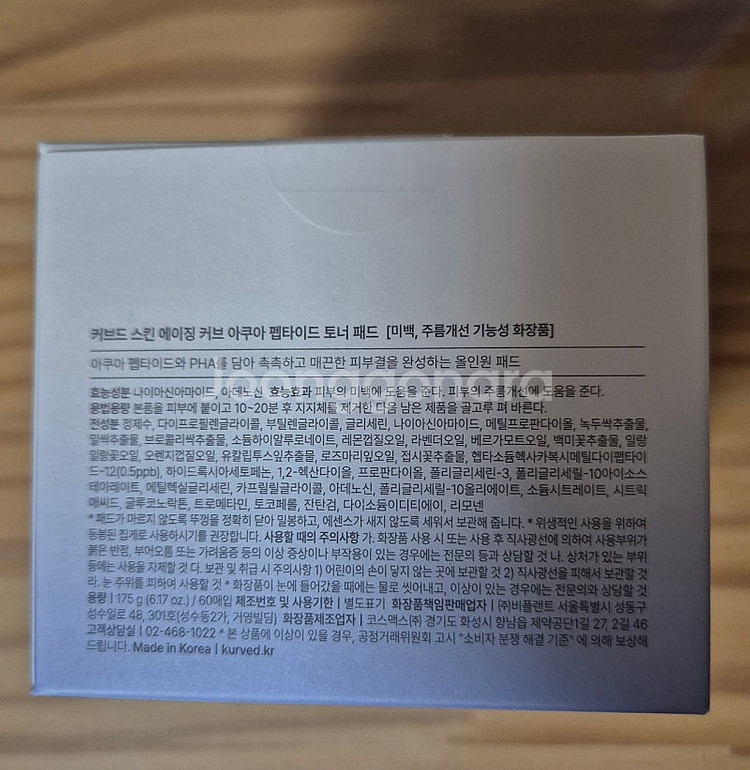 커브드 스킨 에이징 커브 아쿠아 펩타이드 토너 패드 [미백, 주름개선 기능성 화장품]
아쿠아 펩타이드와 PHA를 담아 촉촉하고 매끈한 피부결을 완성하는 올인원 패드
Joonggonara
효능성분 나이아신아마이드, 아데노신 효능효과 피부의 미백에 도움을 준다. 피부의 주름개선에 도움을 준다.
용법용량 본품을 피부에 붙이고 10~20분 후 지지체를 제거한 다음 남은 제품을 골고루 펴 바른다.
전성분 정제수, 다이프로필렌글라이콜, 부틸렌글라이콜, 글리세린, 나이아신아마이드, 메틸프로판다이올, 녹두싹추출물,
밀싹추출물, 브로콜리싹추출물, 소듐하이알루로네이트, 레몬껍질오일, 라벤더오일, 베르가모트오일, 백미꽃추출물, 일랑
일랑꽃오일, 오렌지껍질오일, 유칼립투스잎추출물, 로즈마리잎오일, 접시꽃추출물, 헵타소듐헥사카복시메틸다이펩타이
드-12(0.5ppb), 하이드록시아세토페논, 1,2-헥산다이올, 프로판다이올, 폴리글리세린-3, 폴리글리세릴-10아이소스
테아레이트, 에틸헥실글리세린, 카프릴릴글라이콜, 아데노신, 폴리글리세릴-10올리에이트, 소듐시트레이트, 시트릭
애씨드, 글루코노락톤, 트로메타민, 토코페롤, 잔탄검, 다이소듐이디티에이, 리모넨
* 패드가 마르지 않도록 뚜껑을 정확히 닫아 밀봉하고, 에센스가 새지 않도록 세워서 보관해 줍니다. * 위생적인 사용을 위하여
동봉된 집게로 사용하시기를 권장합니다. 사용할 때의 주의사항 가. 화장품 사용 시 또는 사용 후 직사광선에 의하여 사용부위가
붉은 반점, 부어오름 또는 가려움증 등의 이상 증상이나 부작용이 있는 경우에는 전문의 등과 상담할 것 나. 상처가 있는 부위
등에는 사용을 자제할 것 다. 보관 및 취급 시 주의사항 1) 어린이의 손이 닿지 않는 곳에 보관할 것 2) 직사광선을 피해서 보관할 것
라. 눈 주위를 피하여 사용할 것 * 화장품이 눈에 들어갔을 때에는 물로 씻어내고, 이상이 있는 경우에는 전문의와 상담할 것
용량 | 175 g (6.17 oz.) / 60매입 제조번호 및 사용기한 | 별도표기 화장품책임판매업자 | ㈜비플랜트 서울특별시 성동구
성수일로 48, 301호(성수동2가, 거영빌딩) 화장품제조업자 | 코스맥스㈜ 경기도 화성시 향남읍 제약공단1길 27, 2길 46
고객상담실 | 02-468-1022 * 본 상품에 이상이 있을 경우, 공정거래위원회 고시 "소비자 분쟁 해결 기준" 에 의해 보상해
드립니다. Made in Korea | kurved.kr